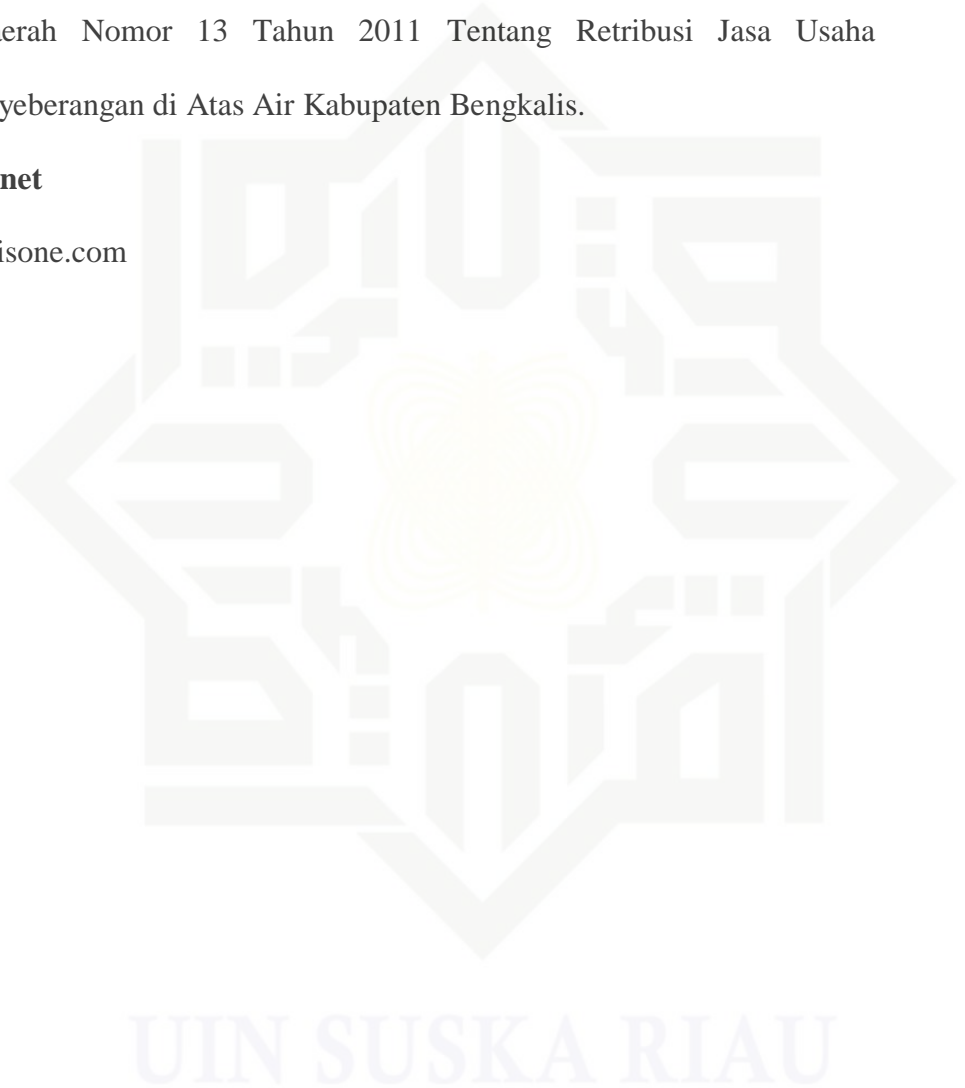 aerah Nomor 13 Tahun 2011 Tentang Retribusi Jasa Usaha
yeberangan di Atas Air Kabupaten Bengkalis.
net
isone.com
UIN SUSKA RIAU